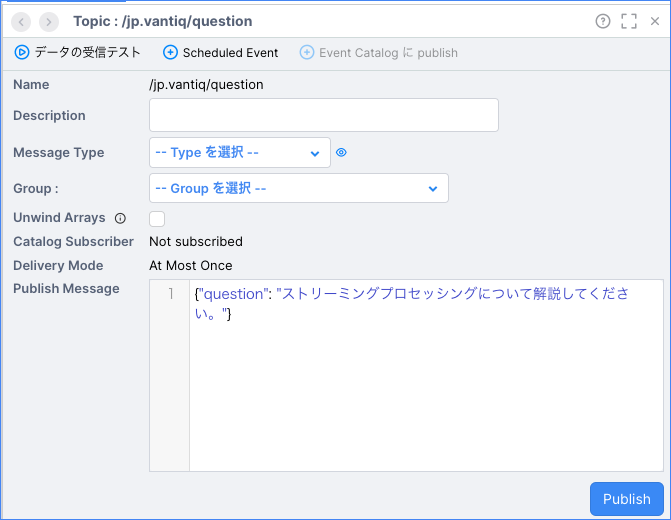 Topic : /jp.vantiq/question
データの受信テスト Scheduled Event Event Catalog に publish
Name /jp.vantiq/question
Description
Message Type -- Type を選択 --
Group : -- Group を選択 --
Unwind Arrays
Catalog Subscriber Not subscribed
Delivery Mode At Most Once
Publish Message 1 {"question": "ストリーミングプロセッシングについて解説してくださ
い。"}
Publish